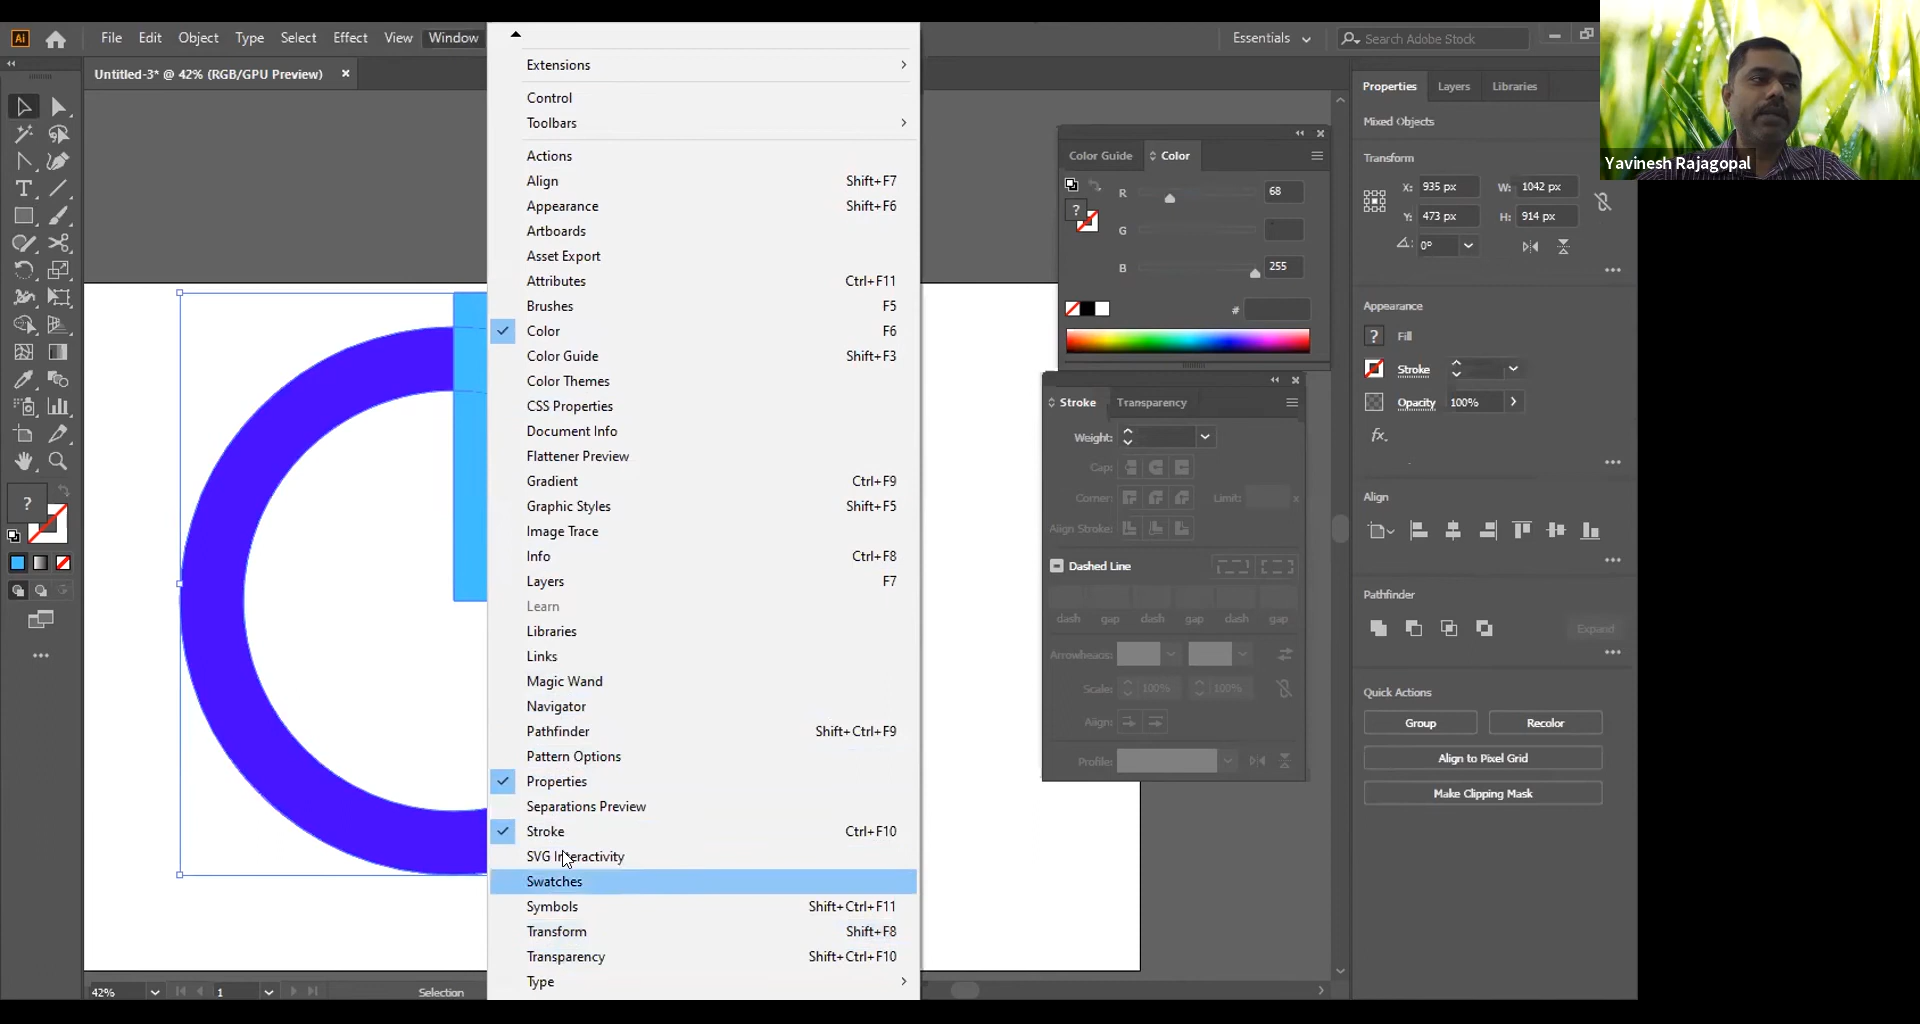 Ai File Edit Object Type Select Effect View Window Essentials Search Adobe Stock
Untitled-3* @ 42% (RGB/GPU Preview) ×
Extensions
Control
Toolbars
Actions
Align Shift+F7
Appearance Shift+F6
Artboards
Asset Export
Attributes Ctrl+F11
Brushes F5
Color F6
Color Guide Shift+F3
Color Themes
CSS Properties
Document Info
Flattener Preview
Gradient Ctrl+F9
Graphic Styles Shift+F5
Image Trace
Info Ctrl+F8
Layers F7
Learn
Libraries
Links
Magic Wand
Navigator
Pathfinder Shift+Ctrl+F9
Pattern Options
Properties
Separations Preview
Stroke Ctrl+F10
SVG Interactivity
Swatches
Symbols Shift+Ctrl+F11
Transform Shift+F8
Transparency Shift+Ctrl+F10
Type
Color Guide Color
R 68
G
B 255
#
Stroke Transparency
Weight:
Cap:
Corner: Limit: x
Align Stroke:
Dashed Line
dash gap dash gap dash gap
Arrowheads:
Scale: 100% 100%
Align:
Profile:
Properties Layers Libraries
Mixed Objects
Transform
X: 935 px W: 1042 px
Y: 473 px H: 914 px
0°
Appearance
? Fill
Stroke
Opacity 100%
fx.
Align
Pathfinder
Expand
Quick Actions
Group Recolor
Align to Pixel Grid
Make Clipping Mask
Yavinesh Rajagopal
42% 1 Selection